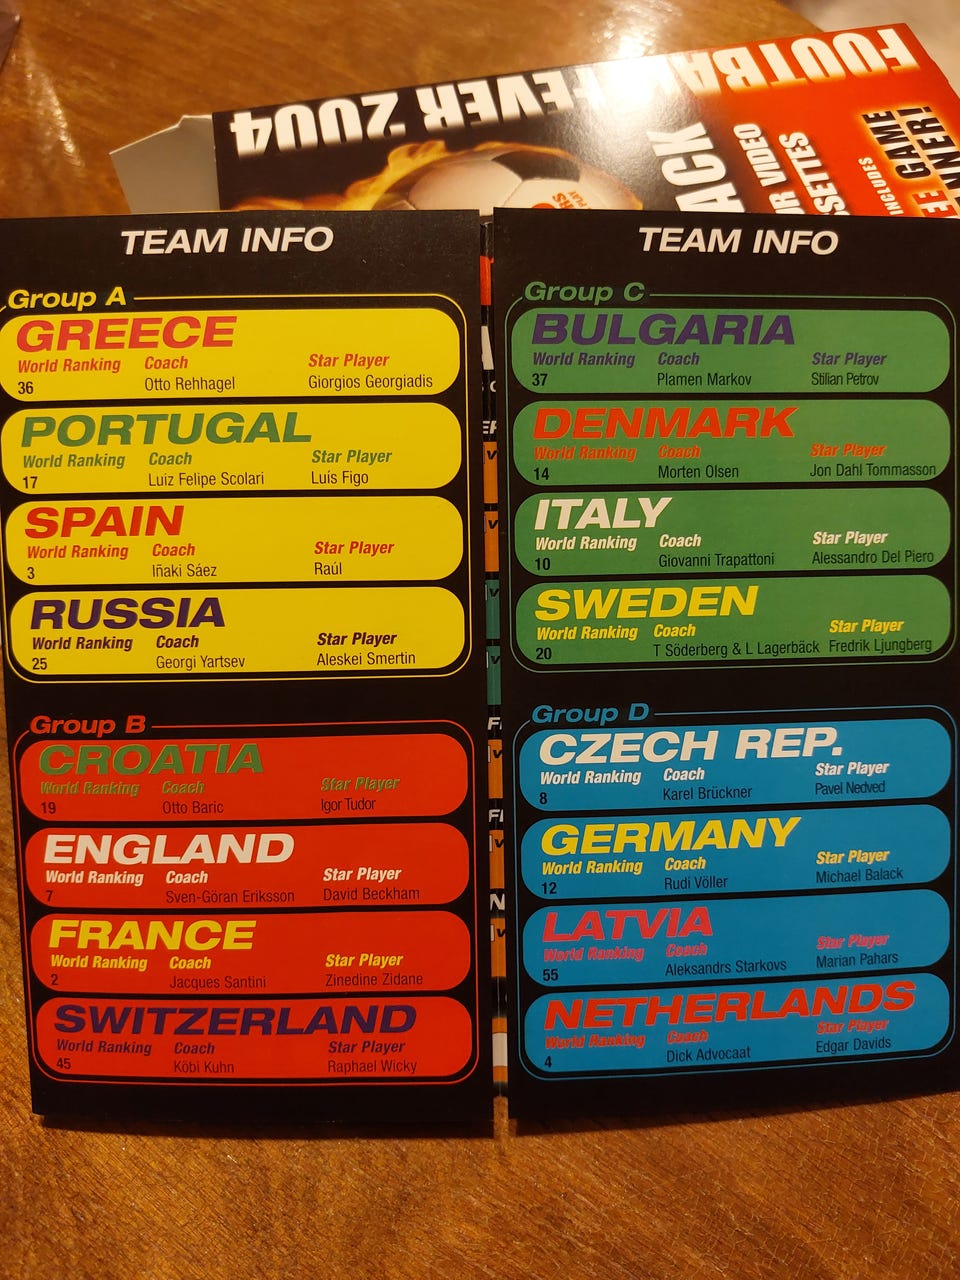 FOOTBALL FEVER 2004
PACK
FOR VIDEO
CASSETTES
INCLUDES
FREE GAME
PLANNER!
TEAM INFO
Group A
GREECE
World Ranking Coach Star Player
36 Otto Rehhagel Giorgios Georgiadis
PORTUGAL
World Ranking Coach Star Player
17 Luiz Felipe Scolari Luís Figo
SPAIN
World Ranking Coach Star Player
3 Iñaki Sáez Raúl
RUSSIA
World Ranking Coach Star Player
25 Georgi Yartsev Aleskei Smertin
Group B
CROATIA
World Ranking Coach Star Player
19 Otto Baric Igor Tudor
ENGLAND
World Ranking Coach Star Player
7 Sven-Göran Eriksson David Beckham
FRANCE
World Ranking Coach Star Player
2 Jacques Santini Zinedine Zidane
SWITZERLAND
World Ranking Coach Star Player
45 Köbi Kuhn Raphael Wicky
TEAM INFO
Group C
BULGARIA
World Ranking Coach Star Player
37 Plamen Markov Stilian Petrov
DENMARK
World Ranking Coach Star Player
14 Morten Olsen Jon Dahl Tommasson
ITALY
World Ranking Coach Star Player
10 Giovanni Trapattoni Alessandro Del Piero
SWEDEN
World Ranking Coach Star Player
20 T Söderberg & L Lagerbäck Fredrik Ljungberg
Group D
CZECH REP.
World Ranking Coach Star Player
8 Karel Brückner Pavel Nedved
GERMANY
World Ranking Coach Star Player
12 Rudi Völler Michael Balack
LATVIA
World Ranking Coach Star Player
55 Aleksandrs Starkovs Marian Pahars
NETHERLANDS
World Ranking Coach Star Player
4 Dick Advocaat Edgar Davids